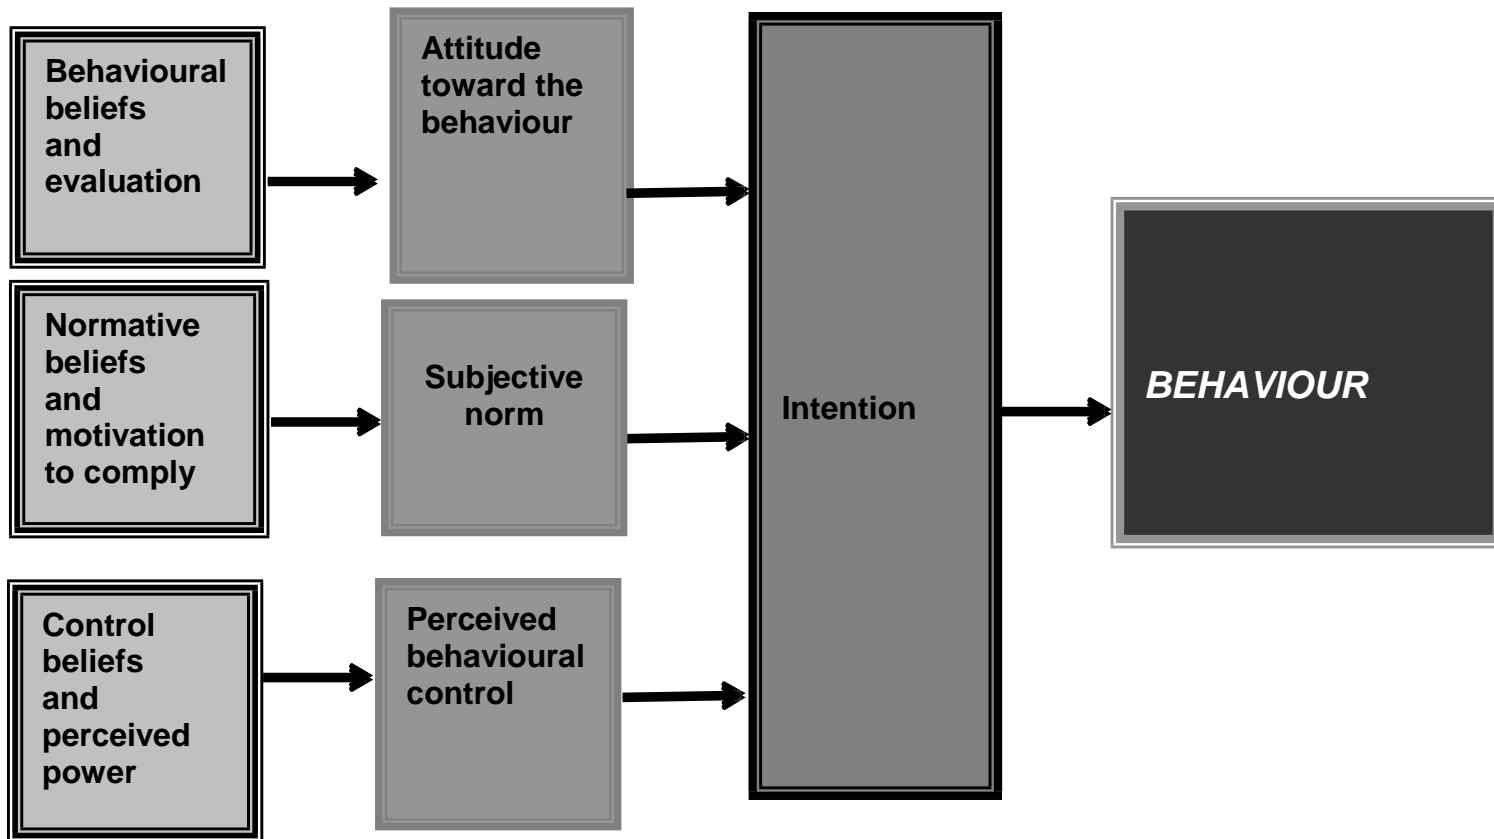 Behavioural
beliefs
and
evaluation
Attitude
toward the
behaviour
Normative
beliefs
and
motivation
to comply
Subjective
norm
Control
beliefs
and
perceived
power
Perceived
behavioural
control
Intention
BEHAVIOUR